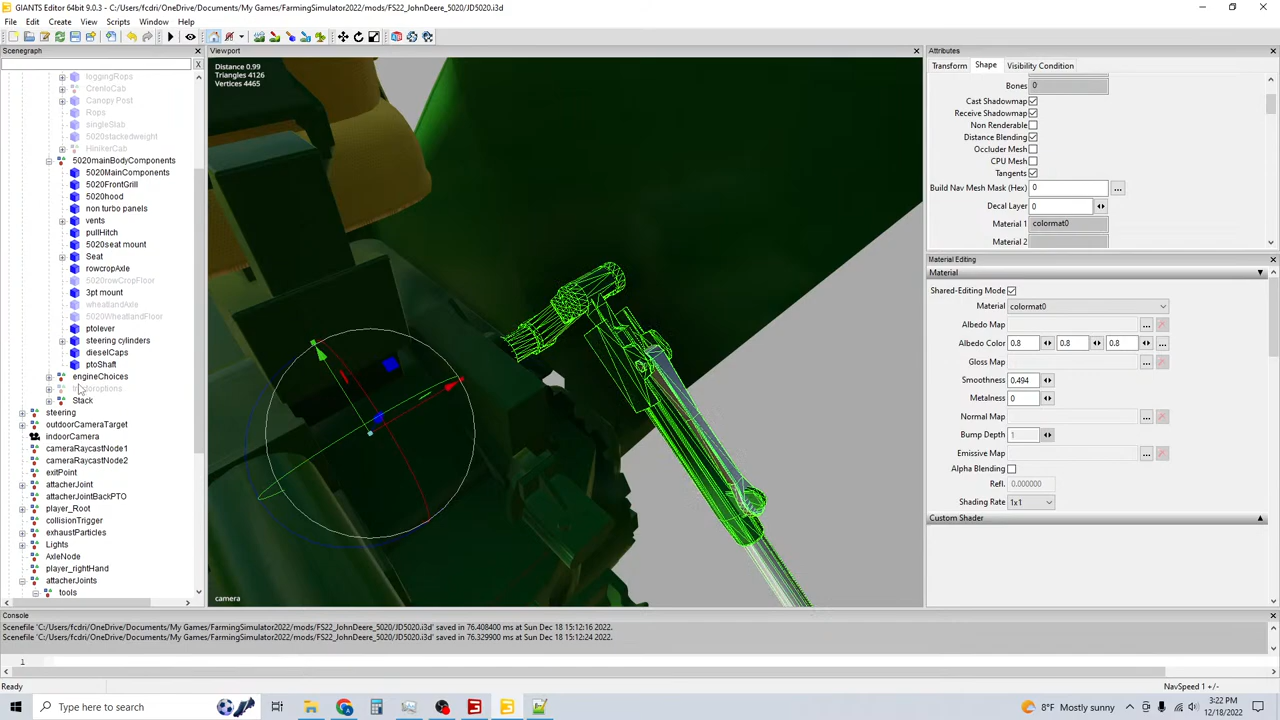 GIANTS Editor 64bit 9.0.3 - C:/Users/fcdri/OneDrive/Documents/My Games/FarmingSimulator2022/mods/FS22_JohnDeere_5020/JD5020.i3d
File Edit Create View Scripts Window Help
Scenegraph
X
loggingRops
CrenloCab
Canopy Post
Rops
singleSlab
5020stackedweight
HinikerCab
5020mainBodyComponents
5020MainComponents
5020FrontGrill
5020hood
non turbo panels
vents
pullHitch
5020seat mount
Seat
rowcropAxle
5020rowCropFloor
3pt mount
wheatlandAxle
5020WheatlandFloor
ptolever
steering cylinders
dieselCaps
ptoShaft
engineChoices
Stack
steering
outdoorCameraTarget
indoorCamera
cameraRaycastNode1
cameraRaycastNode2
exitPoint
attacherJoint
attacherJointBackPTO
player_Root
collisionTrigger
exhaustParticles
Lights
AxleNode
player_rightHand
attacherJoints
tools
Viewport
Distance 0.99
Triangles 4126
Vertices 4465
camera
Attributes
Transform Shape Visibility Condition
Bones 0
Cast Shadowmap
Receive Shadowmap
Non Renderable
Distance Blending
Occluder Mesh
CPU Mesh
Tangents
Build Nav Mesh Mask (Hex) 0 ...
Decal Layer 0
Material 1 colormat0
Material 2
Material Editing
Material
Shared-Editing Mode
Material colormat0
Albedo Map ...
Albedo Color 0.8 0.8 0.8 ...
Gloss Map ...
Smoothness 0.494
Metalness 0
Normal Map ...
Bump Depth 1
Emissive Map ...
Alpha Blending
Refl. 0.000000
Shading Rate 1x1
Custom Shader
Console
Scenefile 'C:/Users/fcdri/OneDrive/Documents/My Games/FarmingSimulator2022/mods/FS22_JohnDeere_5020/JD5020.i3d' saved in 76.408400 ms at Sun Dec 18 15:12:16 2022.
Scenefile 'C:/Users/fcdri/OneDrive/Documents/My Games/FarmingSimulator2022/mods/FS22_JohnDeere_5020/JD5020.i3d' saved in 76.329900 ms at Sun Dec 18 15:12:24 2022.
1
Ready
NavSpeed 1 +/-
Type here to search
8°F Mostly sunny
3:22 PM
12/18/2022